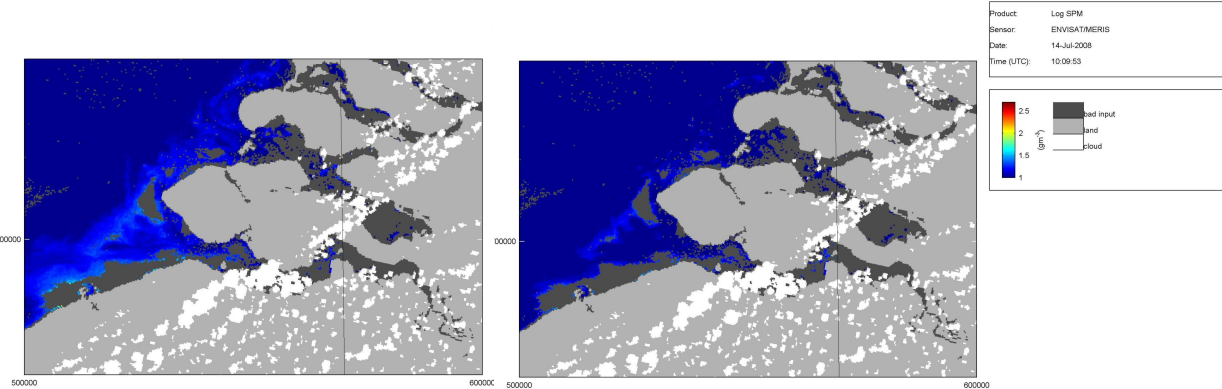 Product: Log SPM
Sensor: ENVISAT/MERIS
Date: 14-Jul-2008
Time (UTC): 10:09:53
2.5
2
1.5
1
(gm⁻³)
bad input
land
cloud
00000
500000
600000
00000
500000
600000